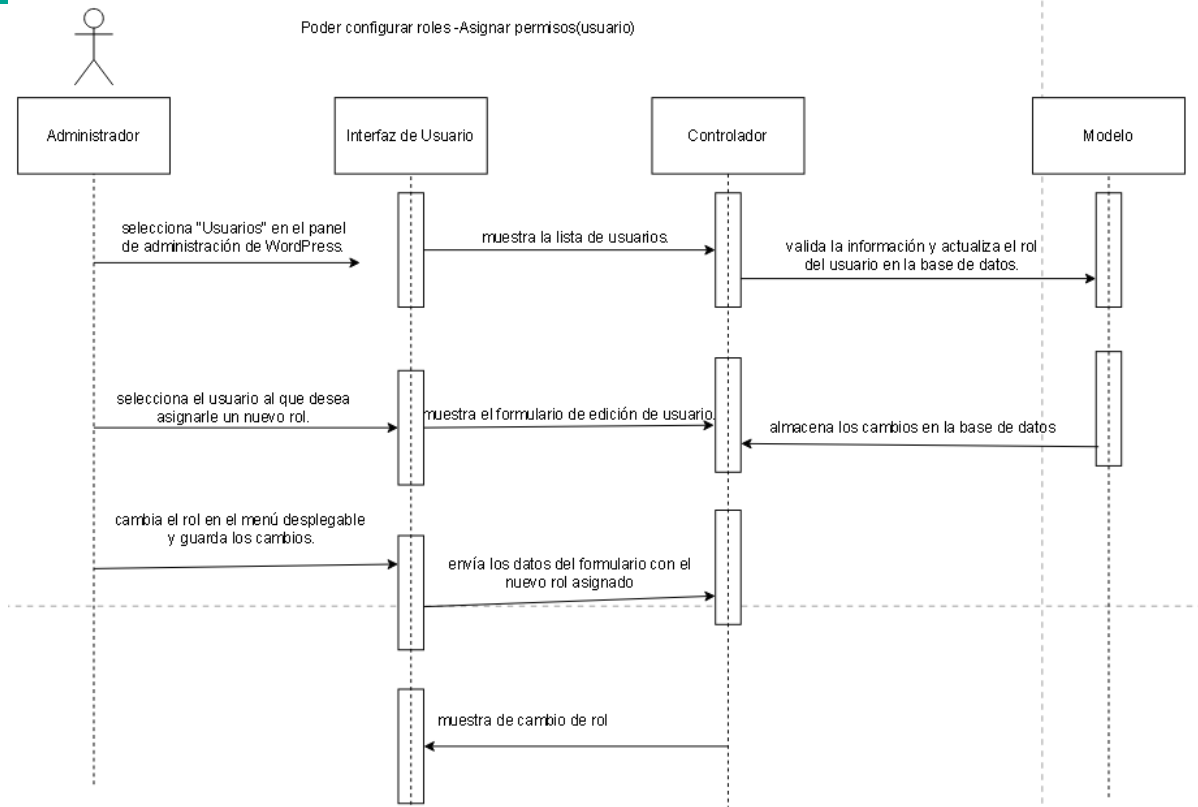 Poder configurar roles -Asignar permisos(usuario)
Administrador
Interfaz de Usuario
Controlador
Modelo
selecciona "Usuarios" en el panel
de administración de WordPress.
muestra la lista de usuarios.
valida la información y actualiza el rol
del usuario en la base de datos.
selecciona el usuario al que desea
asignarle un nuevo rol.
muestra el formulario de edición de usuario.
almacena los cambios en la base de datos
cambia el rol en el menú desplegable
y guarda los cambios.
envía los datos del formulario con el
nuevo rol asignado
muestra de cambio de rol